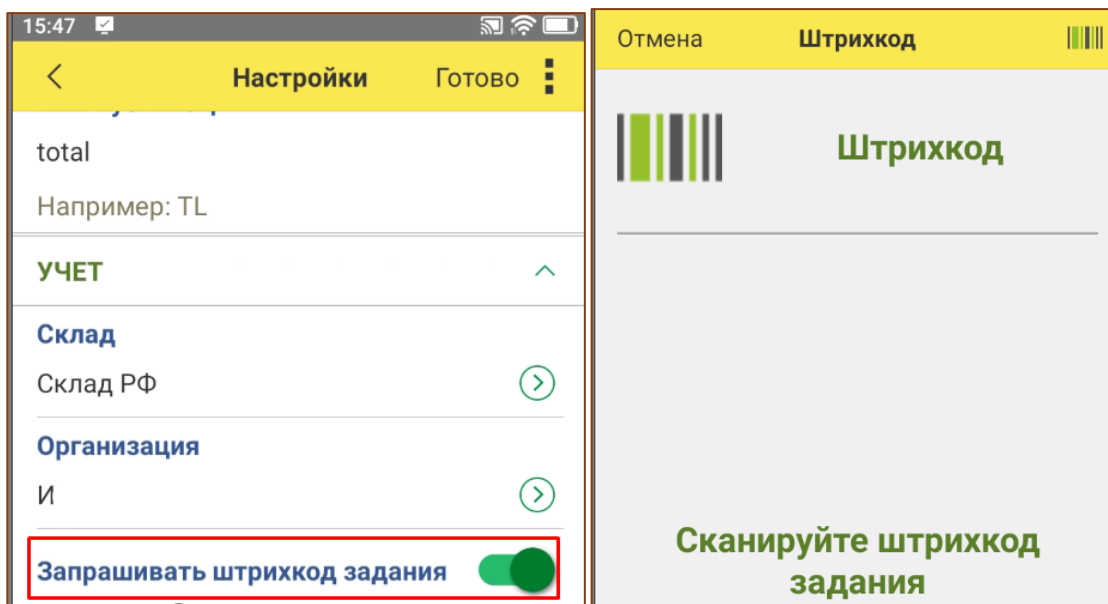 15:47
Настройки Готово
total
Например: TL
УЧЕТ
Склад
Склад РФ
Организация
И
Запрашивать штрихкод задания
Отмена Штрихкод
Штрихкод
Сканируйте штрихкод
задания